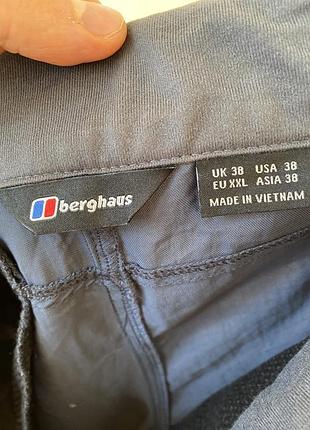 berghaus
UK 38 USA 38
EU XXL ASIA 38
MADE IN VIETNAM